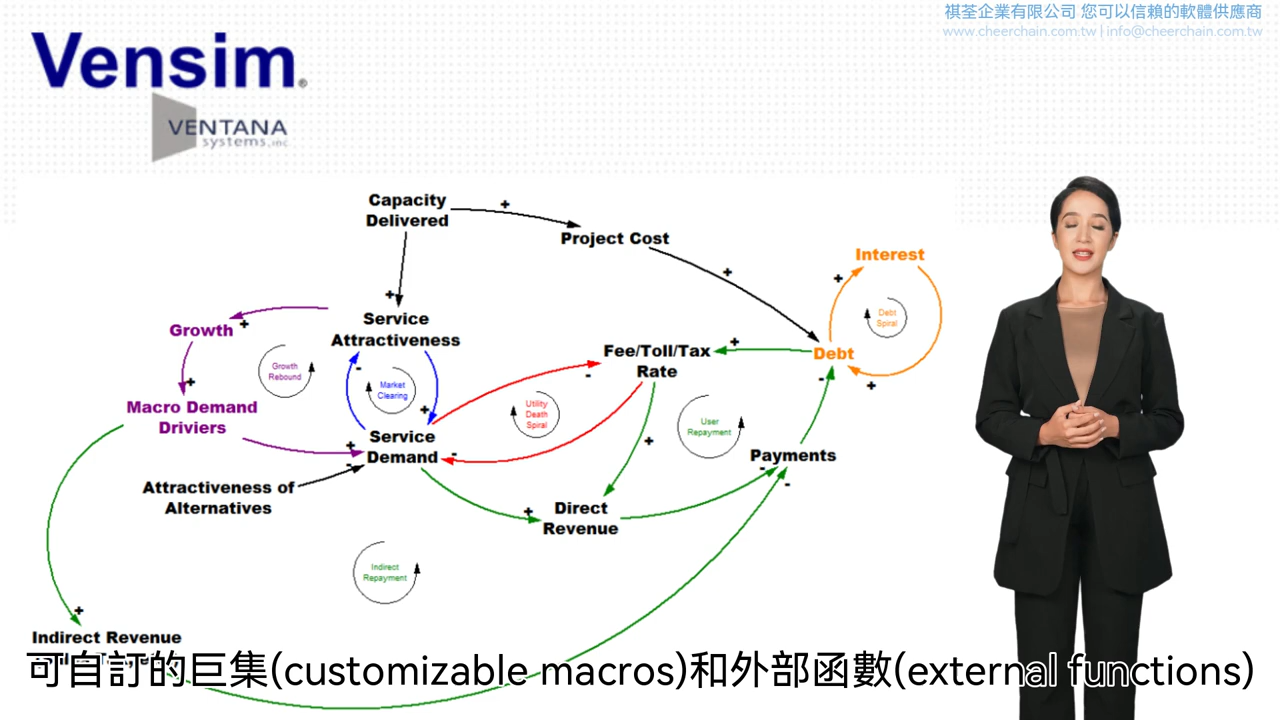 祺荃企業有限公司 您可以信賴的軟體供應商
www.cheerchain.com.tw | info@cheerchain.com.tw
Vensim®
VENTANA
systems, inc
Capacity
Delivered
Project Cost
Interest
Debt
Spiral
Service
Attractiveness
Growth
Growth
Rebound
Market
Clearing
Fee/Toll/Tax
Rate
Debt
Macro Demand
Driviers
Utility
Death
Spiral
User
Repayment
Service
Demand
Payments
Attractiveness of
Alternatives
Direct
Revenue
Indirect
Repayment
Indirect Revenue
可自訂的巨集(customizable macros)和外部函數(external functions)